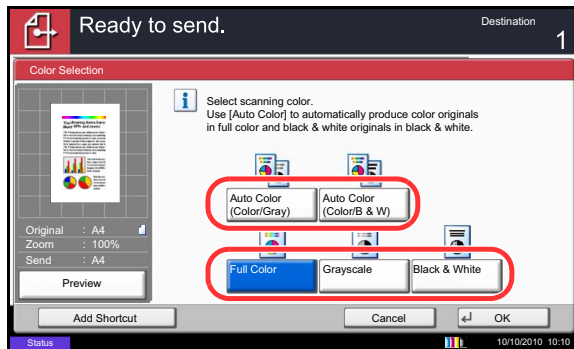 Ready to send.
Destination
1
Color Selection
Select scanning color.
Use [Auto Color] to automatically produce color originals
in full color and black & white originals in black & white.
Auto Color
(Color/Gray)
Auto Color
(Color/B & W)
Original : A4
Zoom : 100%
Send : A4
Full Color
Grayscale
Black & White
Preview
Add Shortcut
Cancel
OK
Status
10/10/2010 10:10